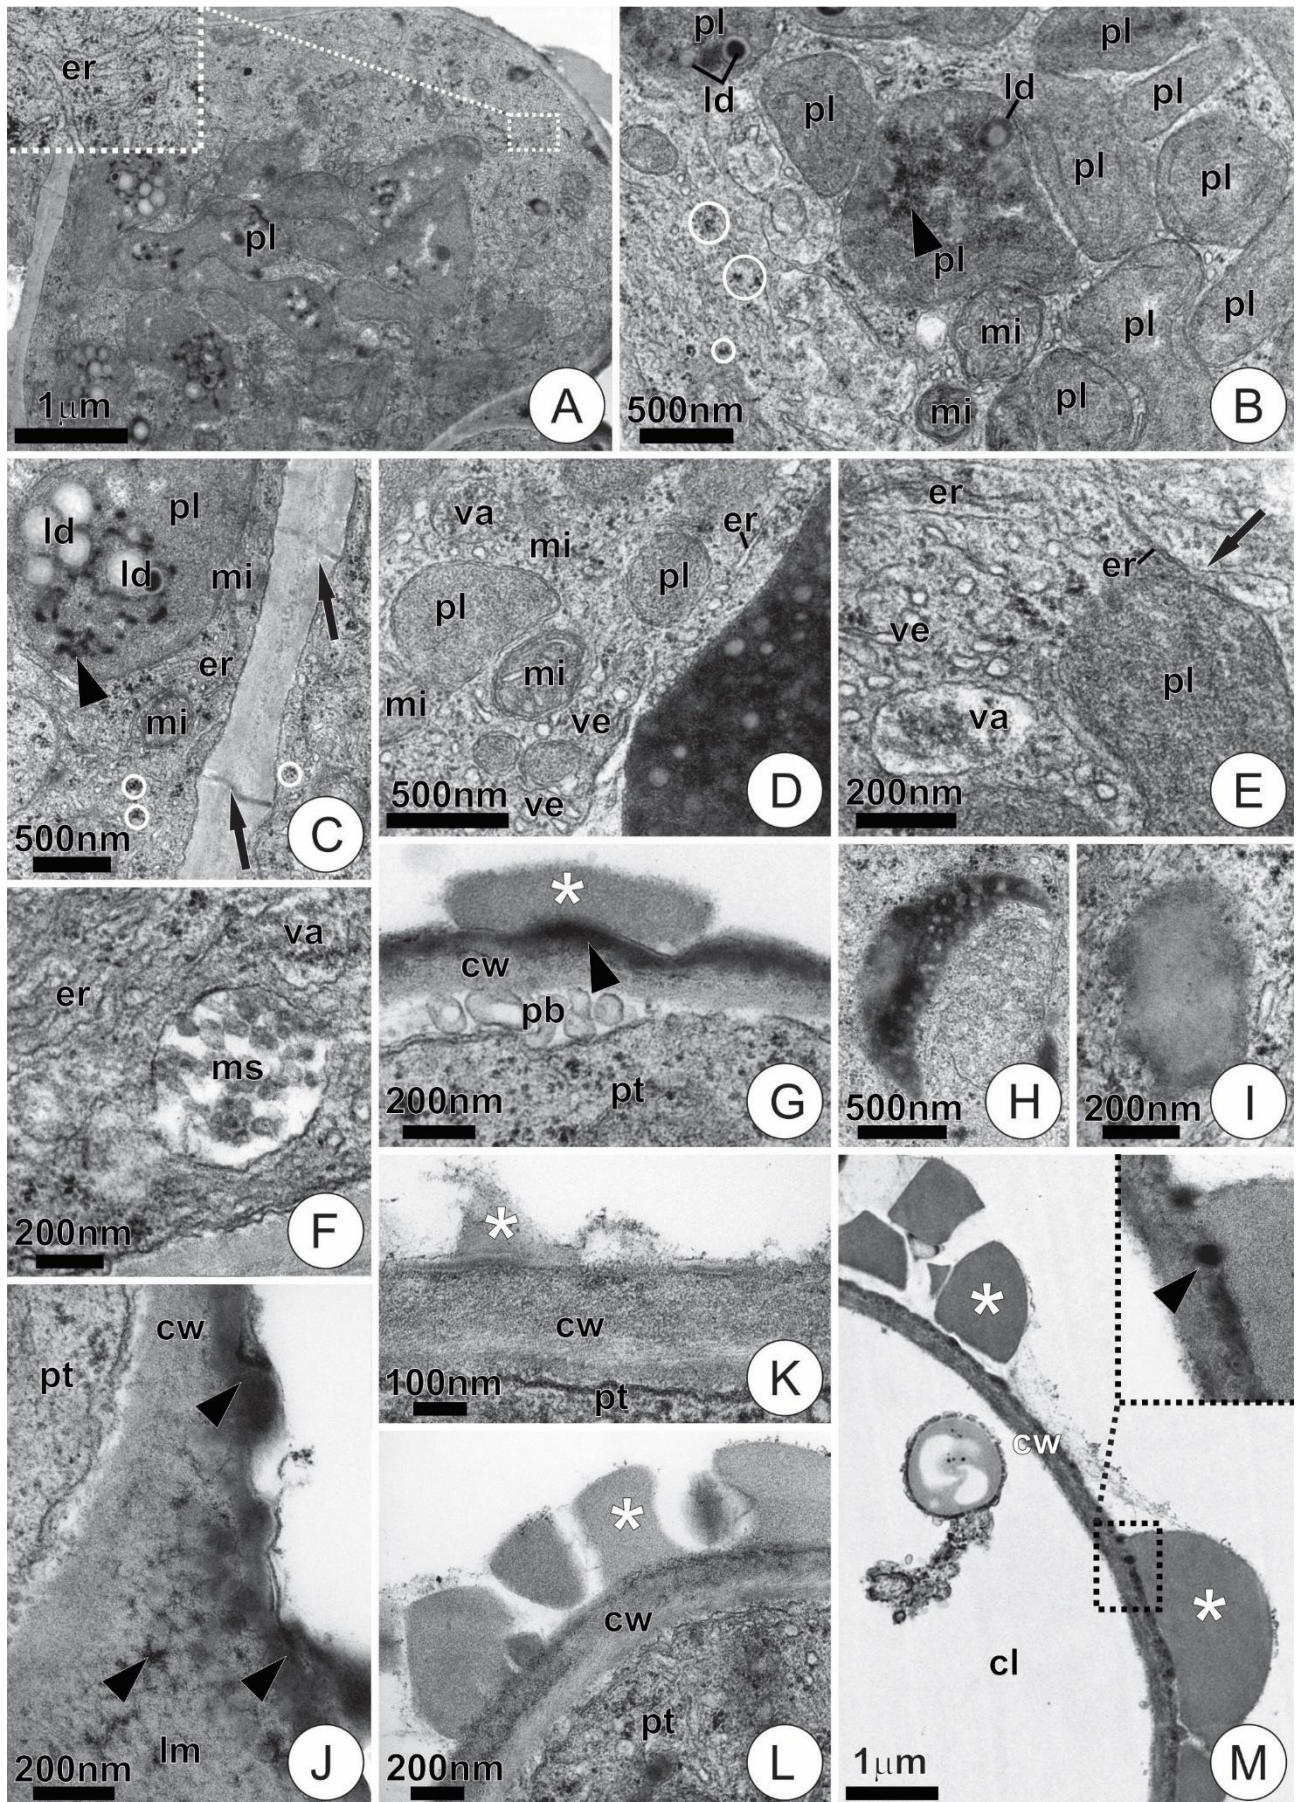 er
pl
1μm
A
pl
ld
pl
ld
pl
pl
pl
pl
pl
mi
pl
pl
mi
500nm
B
pl
ld
ld
mi
er
mi
500nm
C
va
er
mi
pl
pl
mi
mi
ve
ve
500nm
D
er
er
ve
pl
va
200nm
E
va
er
ms
200nm
F
*
cw
pb
pt
200nm
G
500nm
H
200nm
I
cw
pt
lm
200nm
J
*
cw
100nm
pt
K
*
cw
pt
200nm
L
*
cw
*
cl
1μm
M